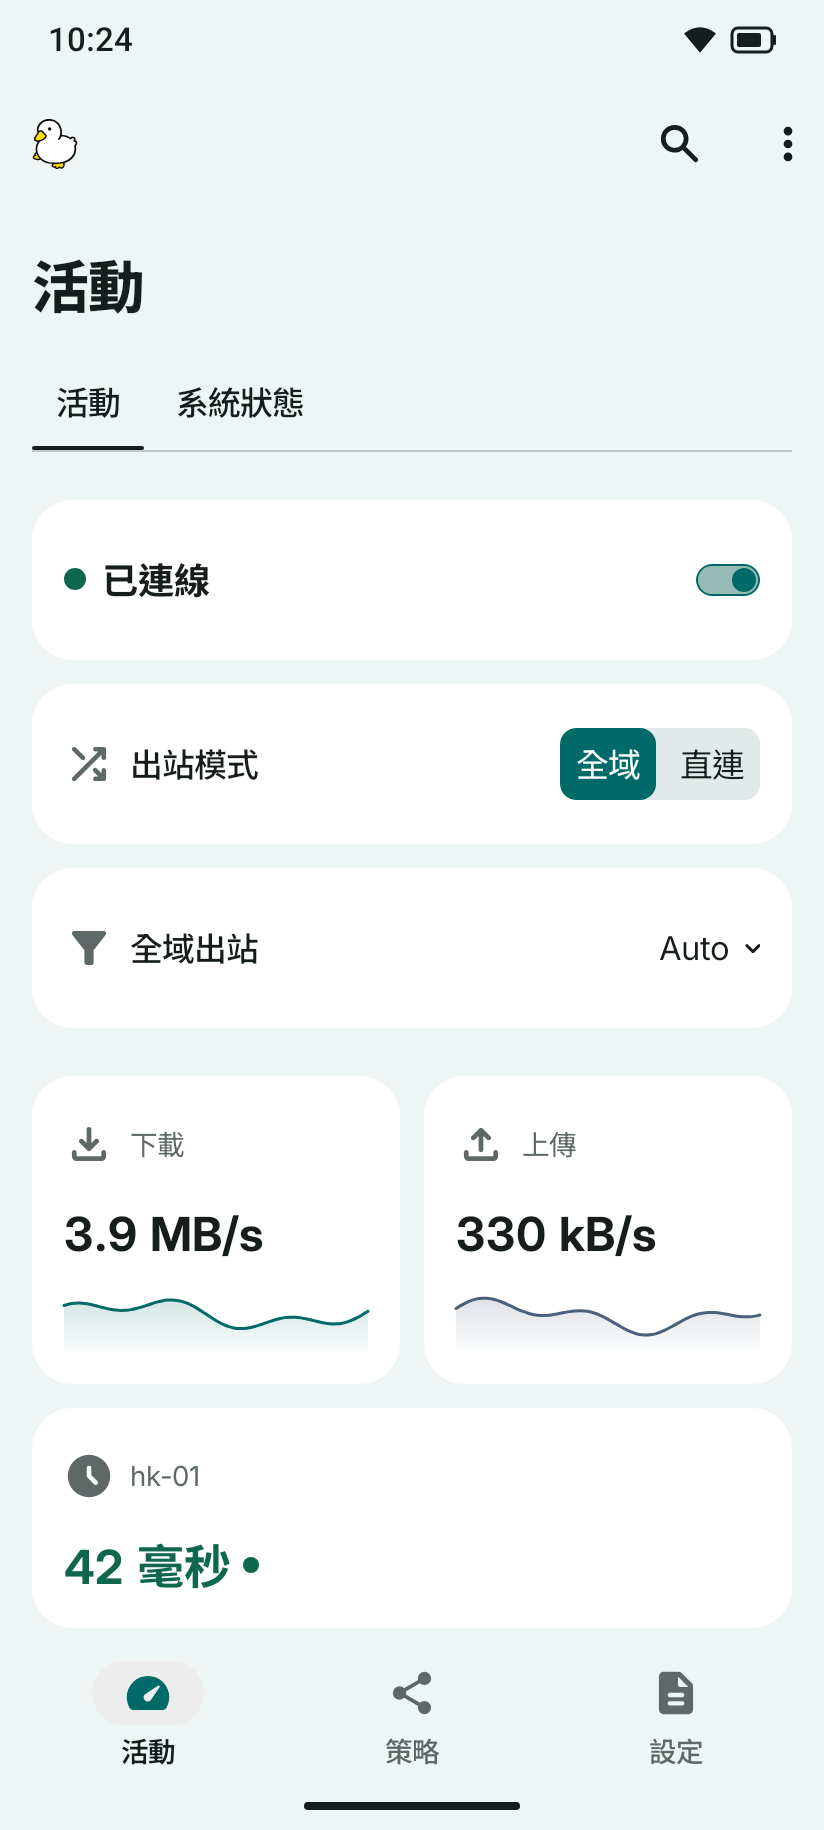 10:24
活動
活動 系統狀態
已連線
出站模式 全域 直連
全域出站 Auto
下載 上傳
3.9 MB/s 330 kB/s
hk-01
42 毫秒
活動 策略 設定